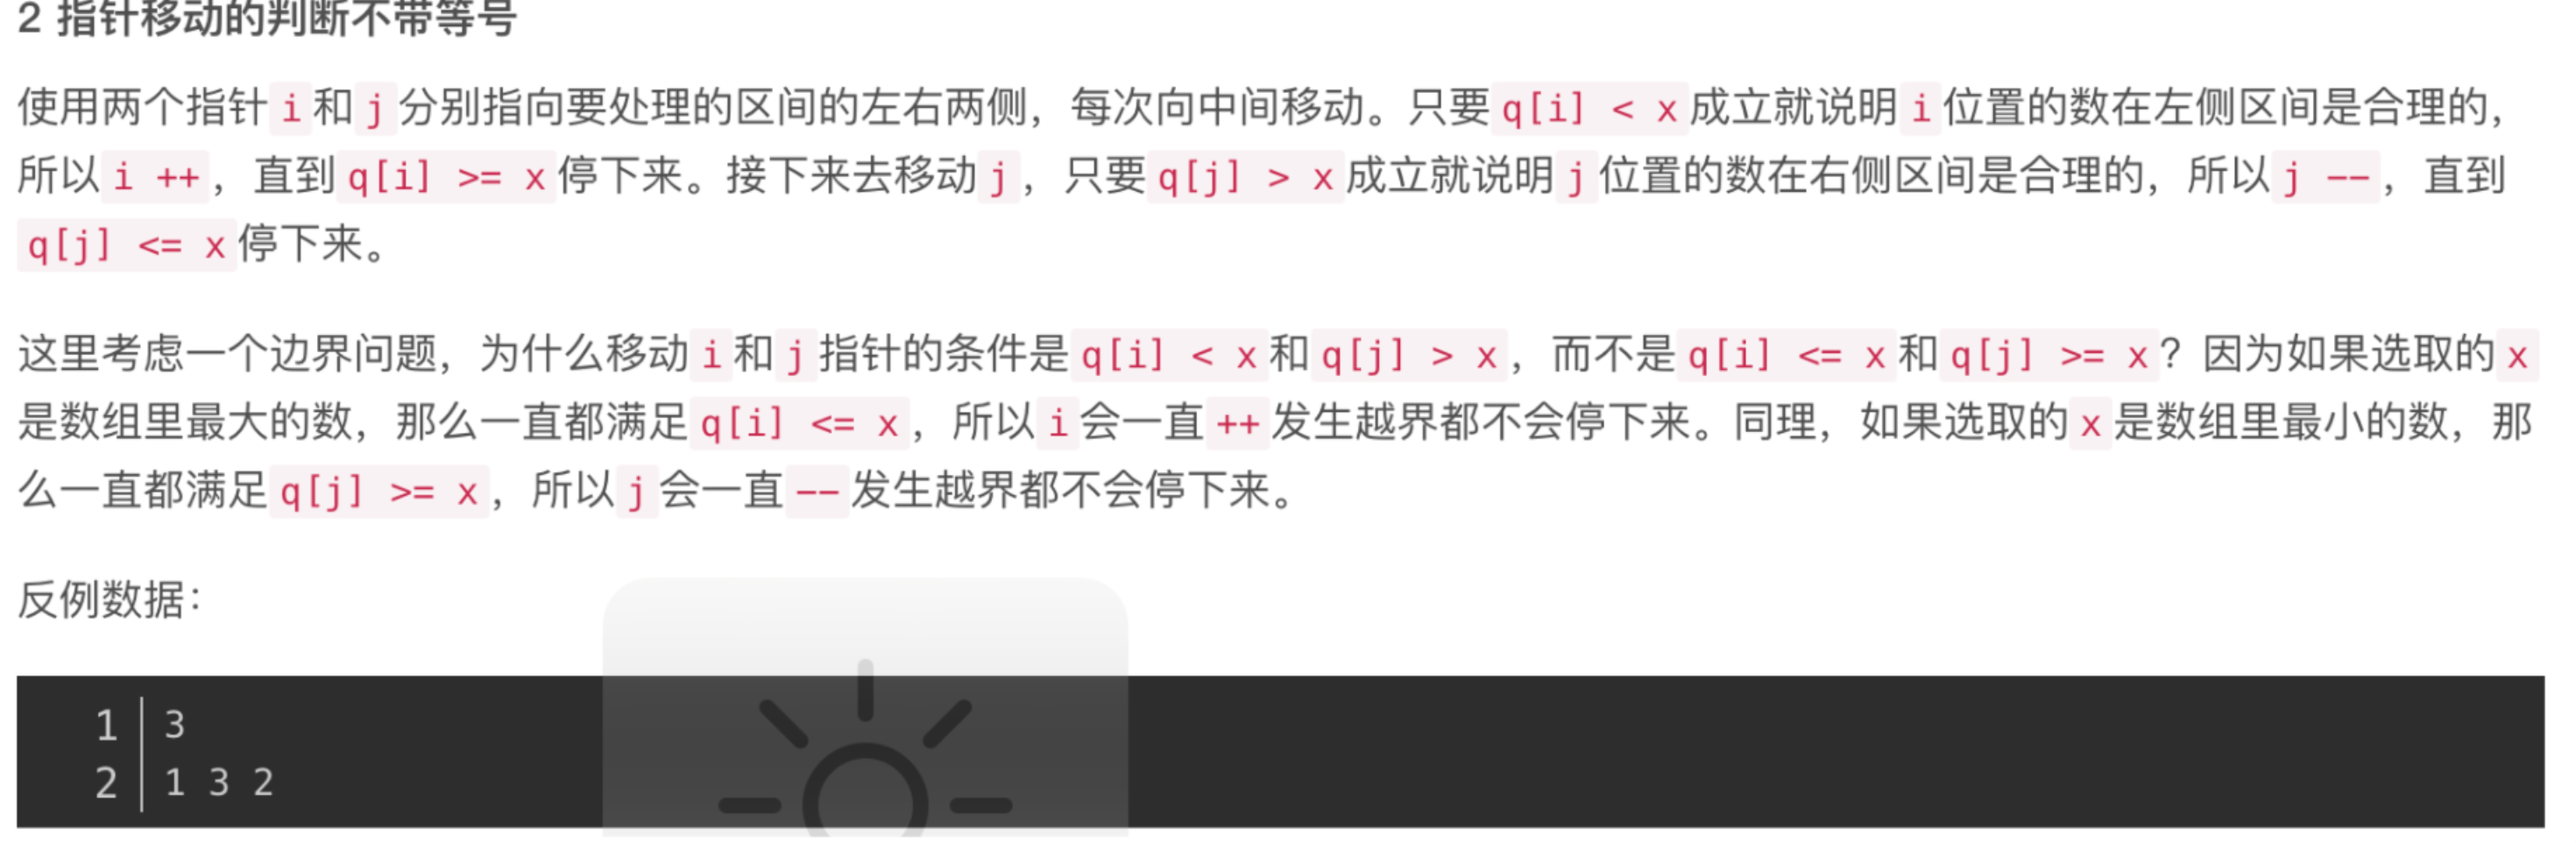 2 指针移动的判断不带等号
使用两个指针 i 和 j 分别指向要处理的区间的左右两侧，每次向中间移动。只要 q[i] < x 成立就说明 i 位置的数在左侧区间是合理的，
所以 i ++ ，直到 q[i] >= x 停下来。接下来去移动 j ，只要 q[j] > x 成立就说明 j 位置的数在右侧区间是合理的，所以 j -- ，直到
q[j] <= x 停下来。
这里考虑一个边界问题，为什么移动 i 和 j 指针的条件是 q[i] < x 和 q[j] > x ，而不是 q[i] <= x 和 q[j] >= x ？因为如果选取的 x
是数组里最大的数，那么一直都满足 q[i] <= x ，所以 i 会一直 ++ 发生越界都不会停下来。同理，如果选取的 x 是数组里最小的数，那
么一直都满足 q[j] >= x ，所以 j 会一直 -- 发生越界都不会停下来。
反例数据：
1 3
2 1 3 2